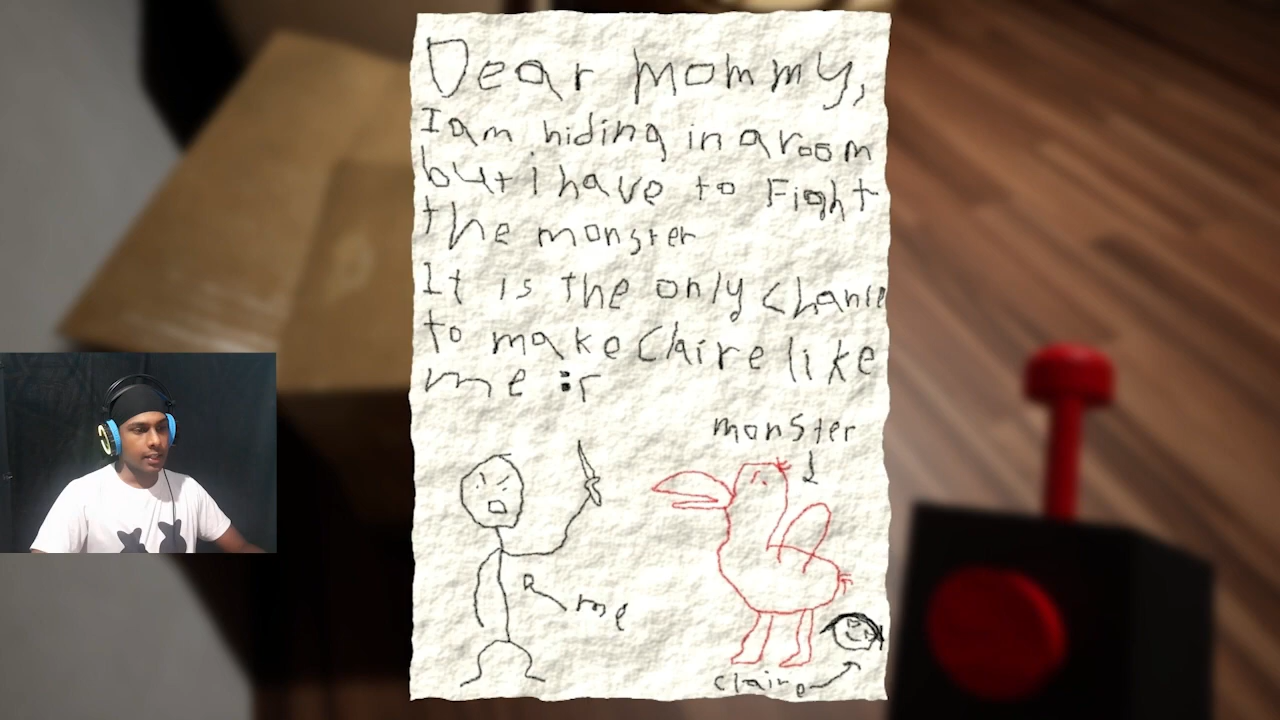 Dear mommy,
I am hiding in a room
but i have to Fight
the monster
It is the only chance
to make Claire like
me :r
monster
me
Claire